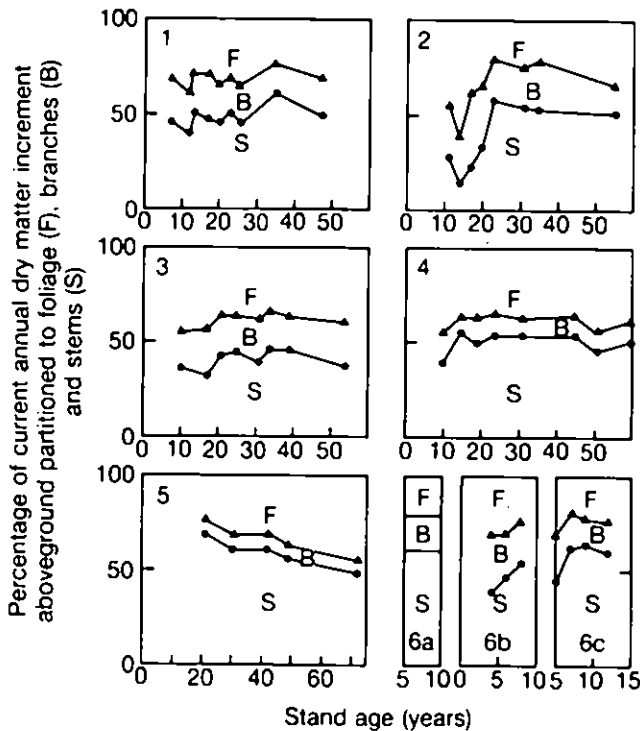 Percentage of current annual dry matter increment
aboveground partitioned to foliage (F), branches (B)
and stems (S)
100
50
0
1
F
B
S
0 10 20 30 40 50
2
F
B
S
0 10 20 30 40 50
100
50
0
3
F
B
S
0 10 20 30 40 50
4
F
B
S
0 10 20 30 40 50
100
50
0
5
F
B
S
0 20 40 60
F
B
S
6a
5 10
F
B
S
6b
0 5 10
F
B
S
6c
5 10 15
Stand age (years)